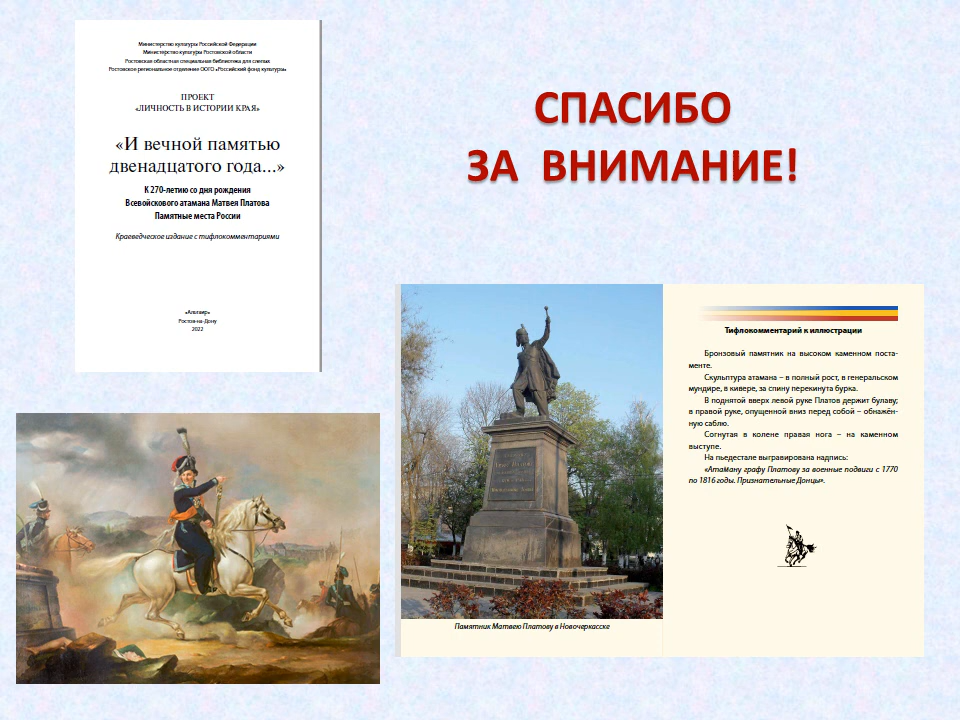 Министерство культуры Российской Федерации
Министерство культуры Ростовской области
Ростовская областная специальная библиотека для слепых
Ростовское региональное отделение ООГО «Российский фонд культуры»
ПРОЕКТ
«ЛИЧНОСТЬ В ИСТОРИИ КРАЯ»
«И вечной памятью
двенадцатого года...»
К 270-летию со дня рождения
Всевойскового атамана Матвея Платова
Памятные места России
Краеведческое издание с тифлокомментариями
«Альтаир»
Ростов-на-Дону
2022
СПАСИБО
ЗА ВНИМАНИЕ!
Памятник Матвею Платову в Новочеркасске
Тифлокомментарий к иллюстрации
Бронзовый памятник на высоком каменном поста-
менте.
Скульптура атамана – в полный рост, в генеральском
мундире, в кивере, за спину перекинута бурка.
В поднятой вверх левой руке Платов держит булаву;
в правой руке, опущенной вниз перед собой – обнажён-
ную саблю.
Согнутая в колене правая нога – на каменном
выступе.
На пьедестале выгравирована надпись:
«Атаману графу Платову за военные подвиги с 1770
по 1816 годы. Признательные Донцы».